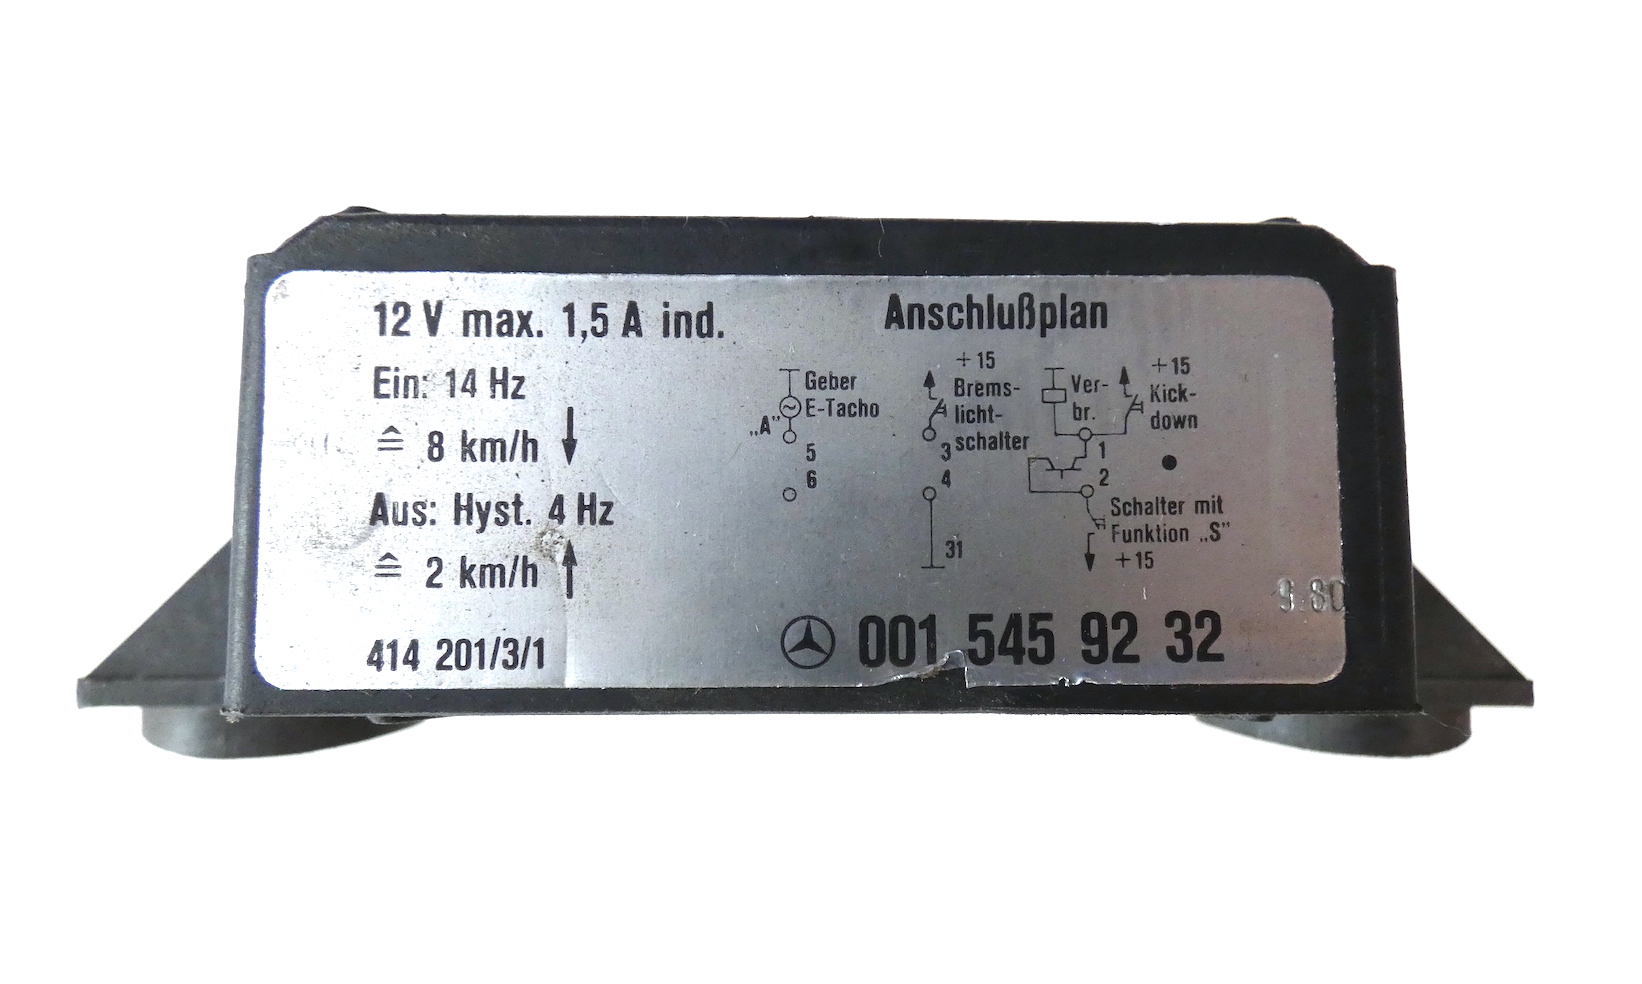 12 V max. 1,5 A ind.
Ein: 14 Hz
≙ 8 km/h ↓
Aus: Hyst. 4 Hz
≙ 2 km/h ↑
414 201/3/1
Anschlußplan
Geber
E-Tacho
„A”
5
6
+15
Brems-
licht-
schalter
3
4
31
Ver-
br.
+15
Kick-
down
1
2
Schalter mit
Funktion „S”
+15
001 545 92 32
9.80